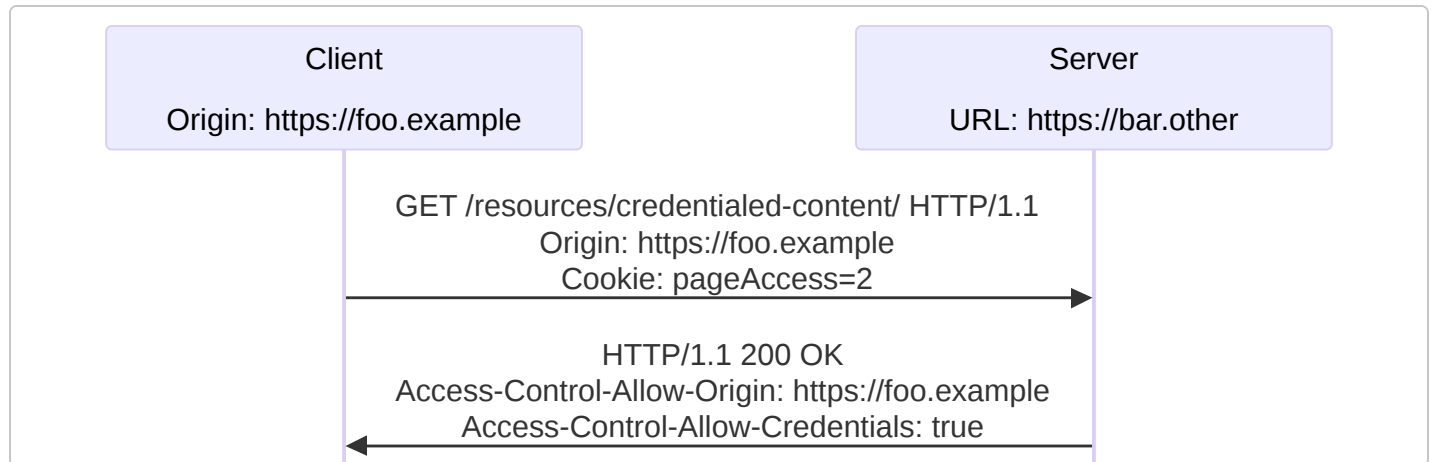 Client
Origin: https://foo.example
Server
URL: https://bar.other
GET /resources/credentialed-content/ HTTP/1.1
Origin: https://foo.example
Cookie: pageAccess=2
HTTP/1.1 200 OK
Access-Control-Allow-Origin: https://foo.example
Access-Control-Allow-Credentials: true